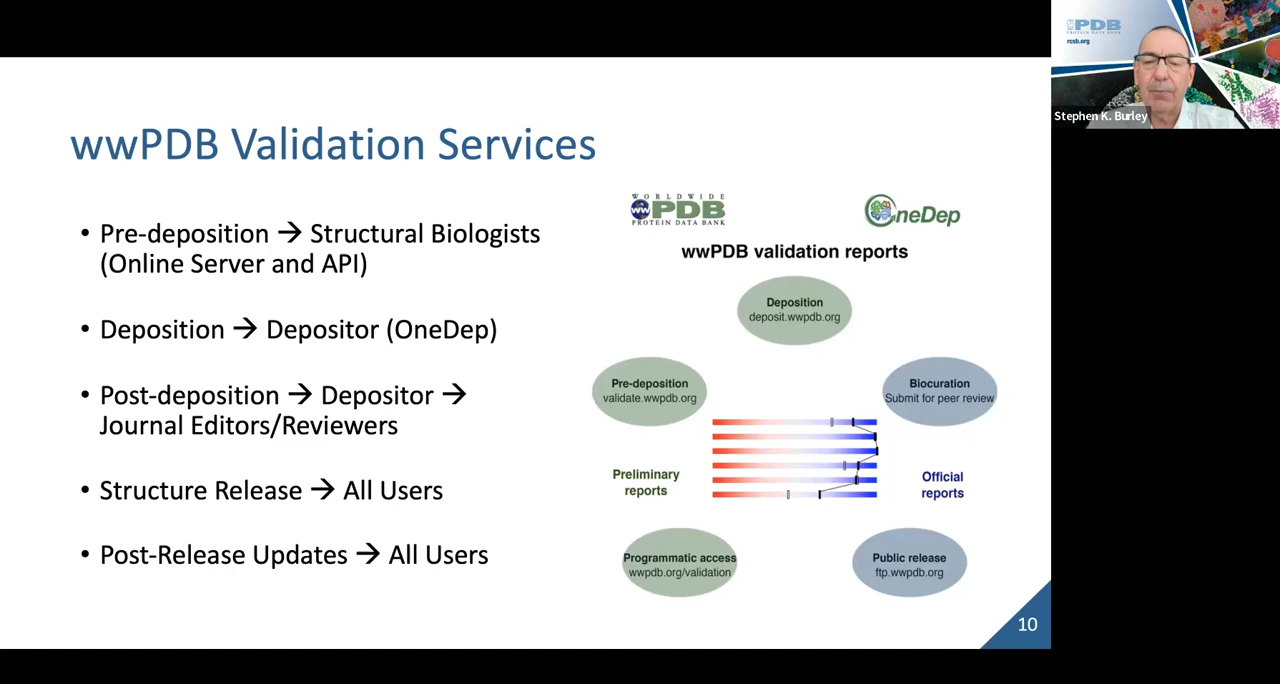 wwPDB Validation Services
• Pre-deposition → Structural Biologists
(Online Server and API)
• Deposition → Depositor (OneDep)
• Post-deposition → Depositor →
Journal Editors/Reviewers
• Structure Release → All Users
• Post-Release Updates → All Users
WORLDWIDE
PDB
PROTEIN DATA BANK
OneDep
wwPDB validation reports
Deposition
deposit.wwpdb.org
Pre-deposition
validate.wwpdb.org
Biocuration
Submit for peer review
Preliminary
reports
Official
reports
Programmatic access
wwpdb.org/validation
Public release
ftp.wwpdb.org
10
PDB
PROTEIN DATA BANK
rcsb.org
Stephen K. Burley